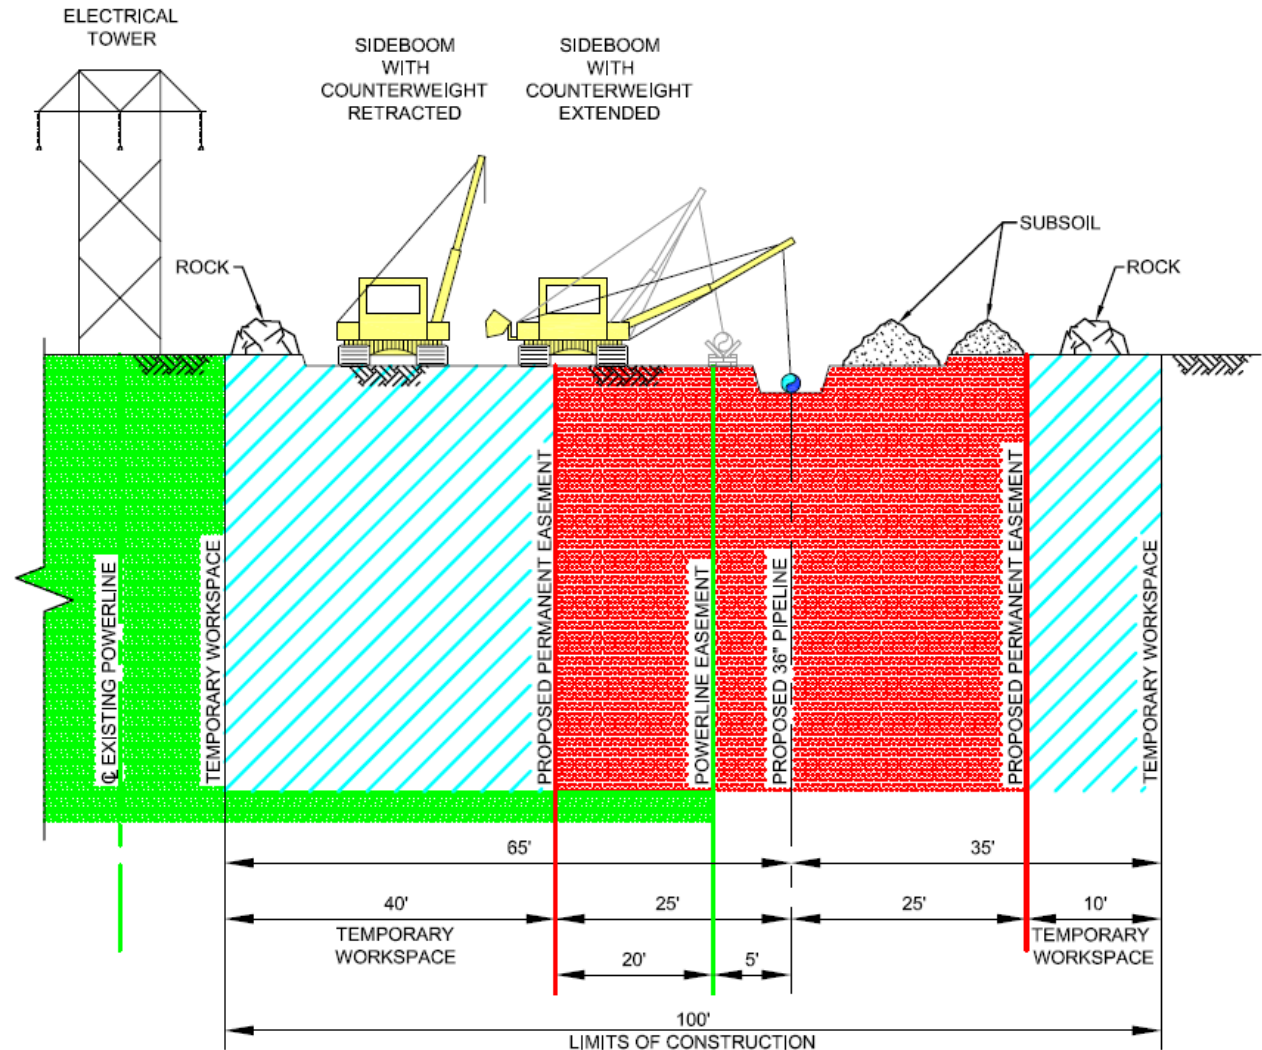 ELECTRICAL
TOWER
SIDEBOOM
WITH
COUNTERWEIGHT
RETRACTED
SIDEBOOM
WITH
COUNTERWEIGHT
EXTENDED
SUBSOIL
ROCK
ROCK
℄ EXISTING POWERLINE
TEMPORARY WORKSPACE
PROPOSED PERMANENT EASEMENT
POWERLINE EASEMENT
PROPOSED 36" PIPELINE
PROPOSED PERMANENT EASEMENT
TEMPORARY WORKSPACE
65'
35'
40'
25'
25'
10'
TEMPORARY
WORKSPACE
TEMPORARY
WORKSPACE
20'
5'
100'
LIMITS OF CONSTRUCTION